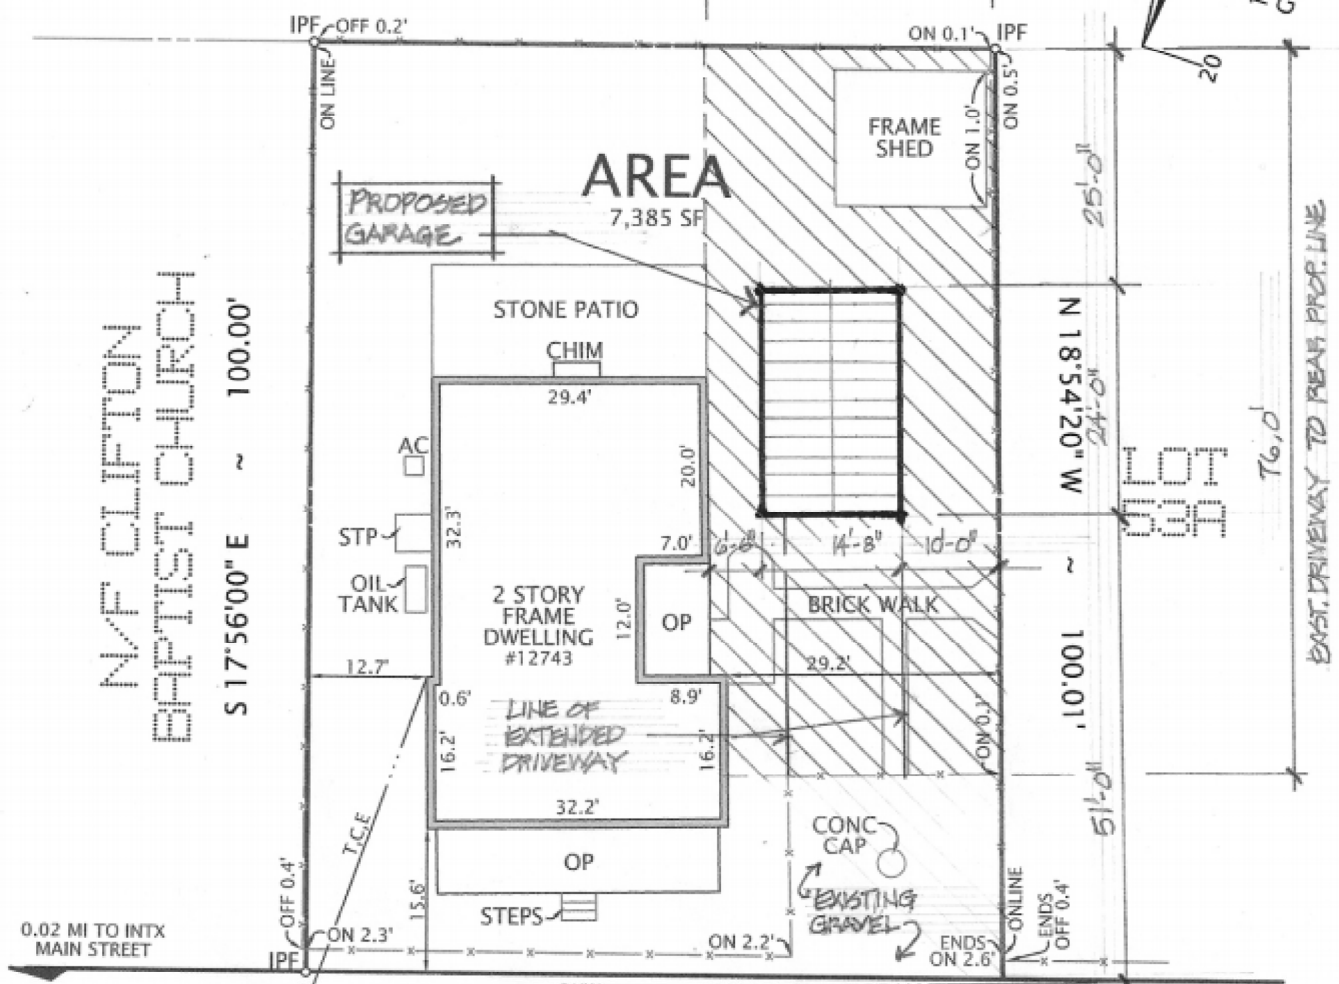 IPF
OFF 0.2'
ON 0.1'
IPF
20
ON LINE
ON 0.5'
FRAME
SHED
ON 1.0'
AREA
7,385 SF
PROPOSED
GARAGE
25'-0"
STONE PATIO
CHIM
29.4'
N/F CLIFTON
BAPTIST CHURCH
S 17°56'00" E ~ 100.00'
N 18°54'20" W ~ 100.01'
24'-0"
LOT
53A
76.0'
EXIST. DRIVEWAY TO REAR PROP. LINE
AC
STP
OIL
TANK
32.3'
20.0'
7.0'
6'-6"
14'-8"
10'-0"
2 STORY
FRAME
DWELLING
#12743
12.0'
OP
BRICK WALK
29.2'
12.7'
0.6'
8.9'
LINE OF
EXTENDED
DRIVEWAY
16.2'
16.2'
ON 0.1'
32.2'
51'-0"
T,C,E
OP
CONC
CAP
EXISTING
GRAVEL
OFF 0.4'
15.6'
STEPS
ONLINE
ENDS
OFF 0.4'
0.02 MI TO INTX
MAIN STREET
ON 2.3'
ON 2.2'
ENDS
ON 2.6'
IPF